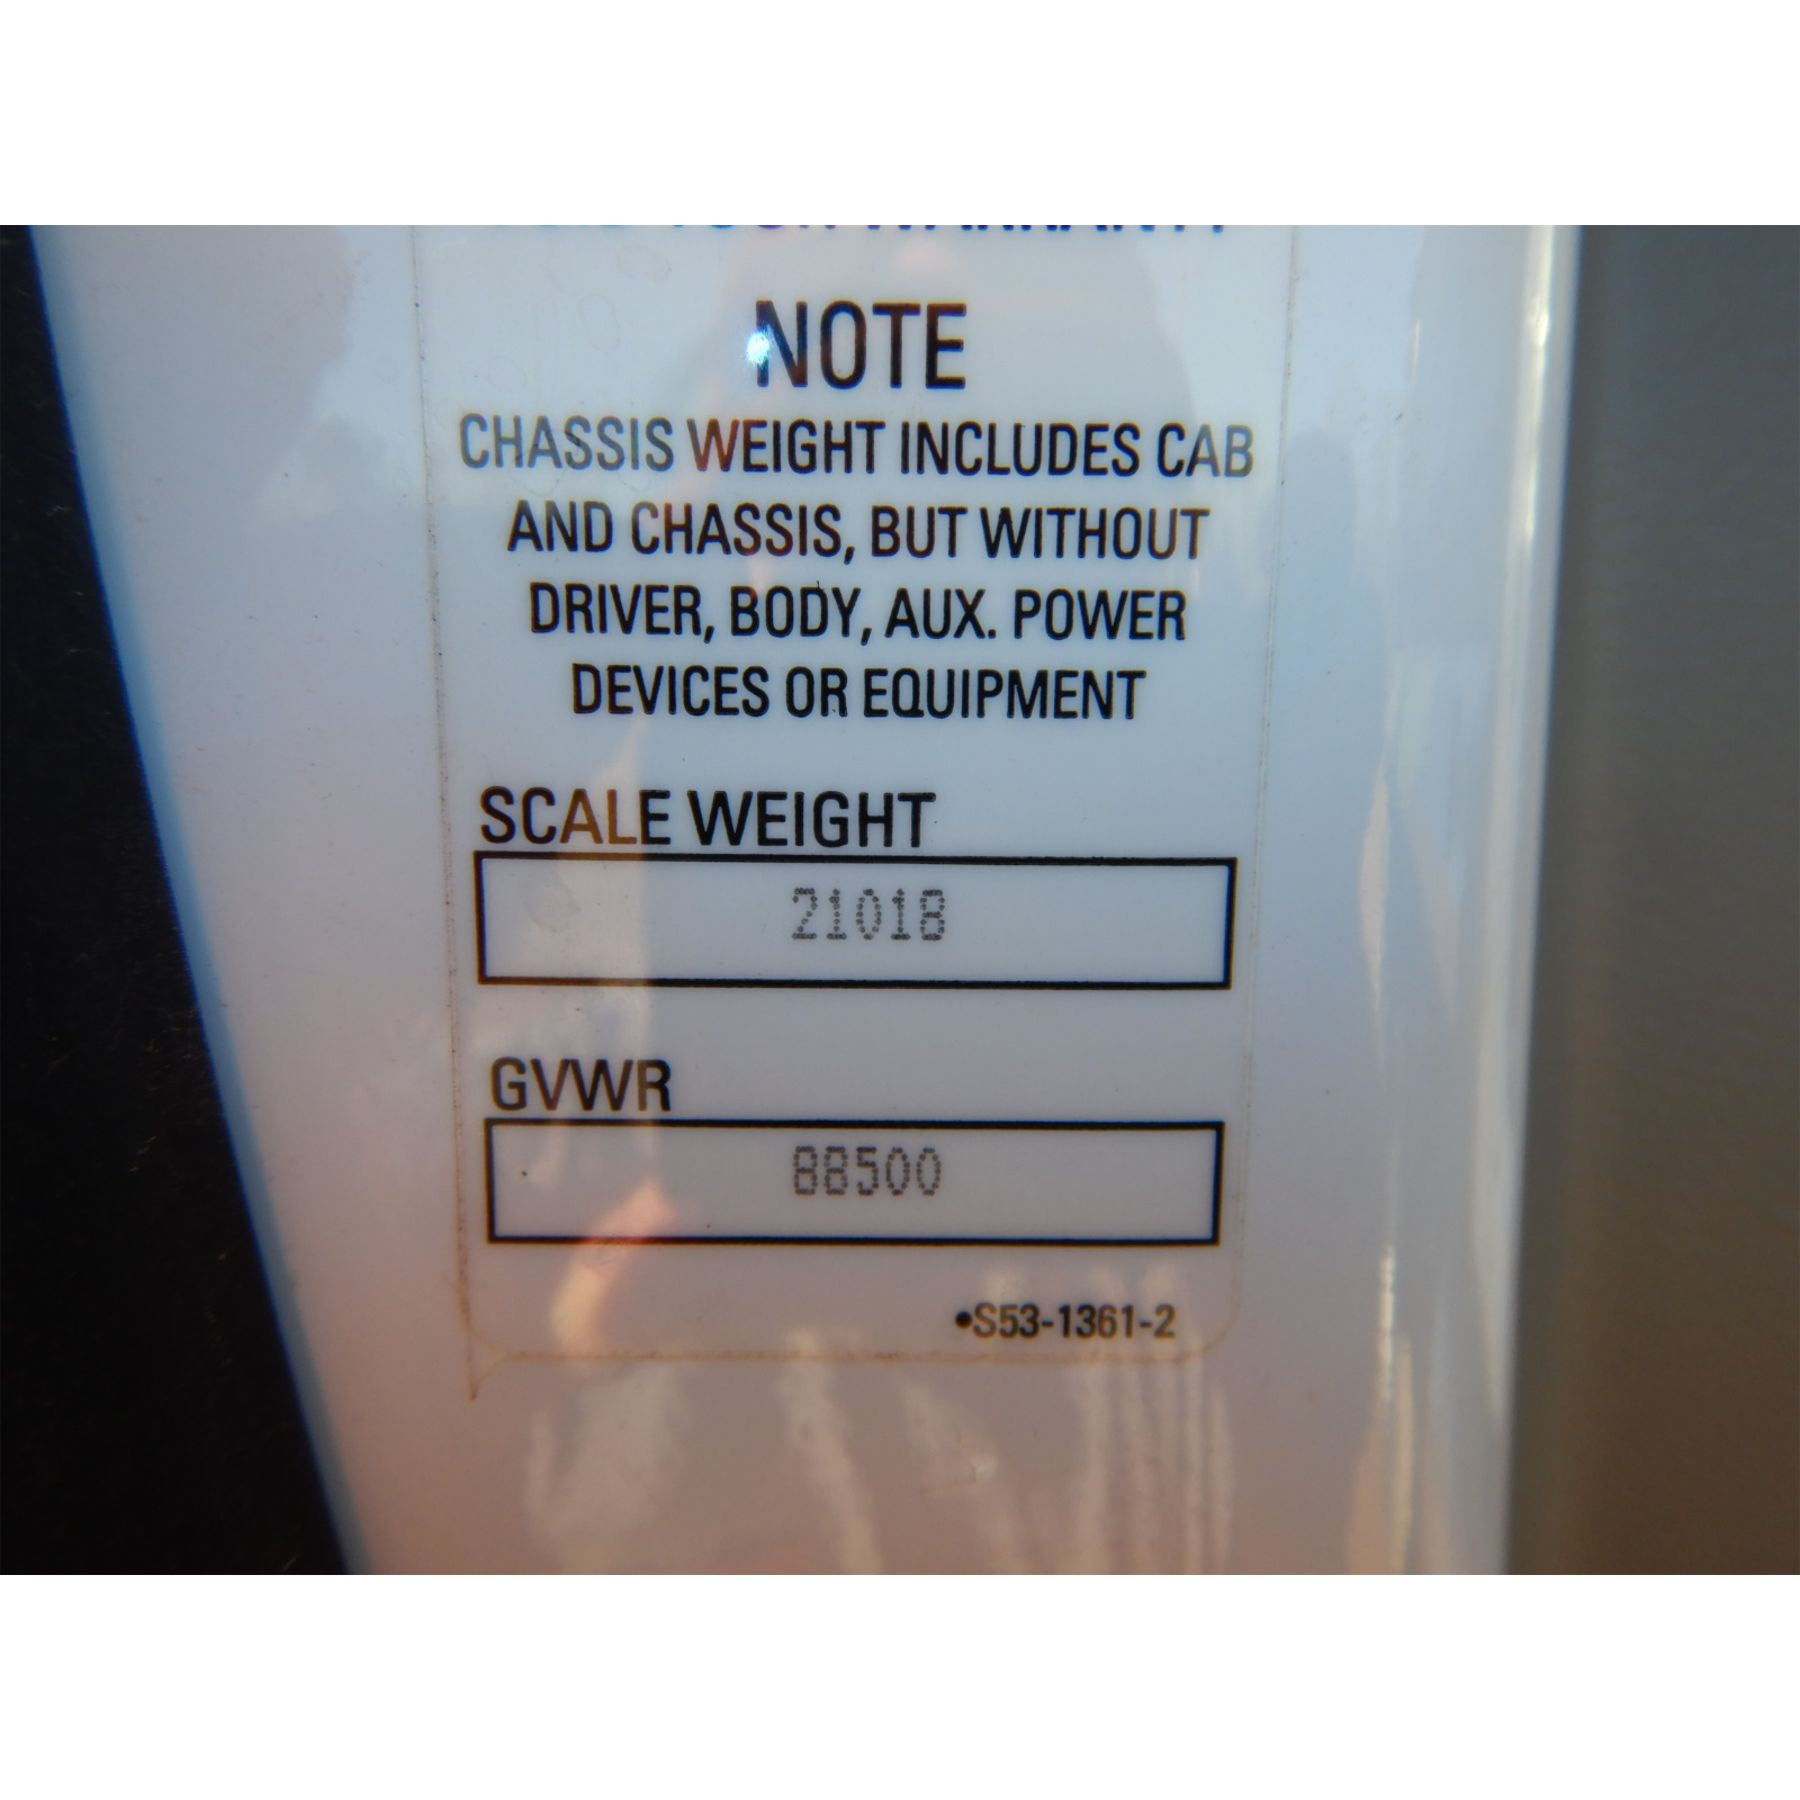 NOTE
CHASSIS WEIGHT INCLUDES CAB
AND CHASSIS, BUT WITHOUT
DRIVER, BODY, AUX. POWER
DEVICES OR EQUIPMENT
SCALE WEIGHT
21018
GVWR
88500
•S53-1361-2